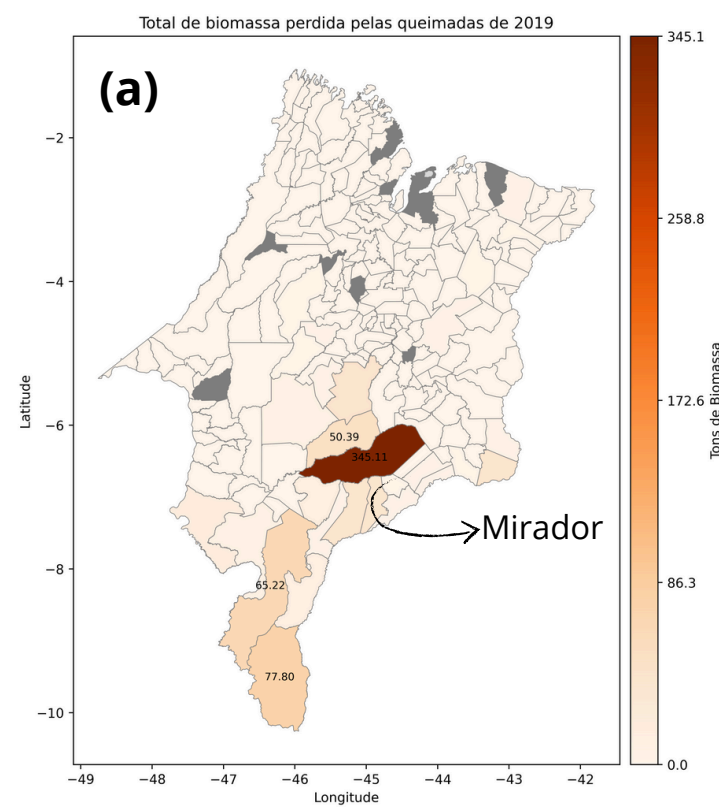 Total de biomassa perdida pelas queimadas de 2019
(a)
345.1
258.8
172.6
86.3
0.0
Tons de Biomassa
−2
−4
−6
−8
−10
Latitude
50.39
345.11
Mirador
65.22
77.80
−49 −48 −47 −46 −45 −44 −43 −42
Longitude